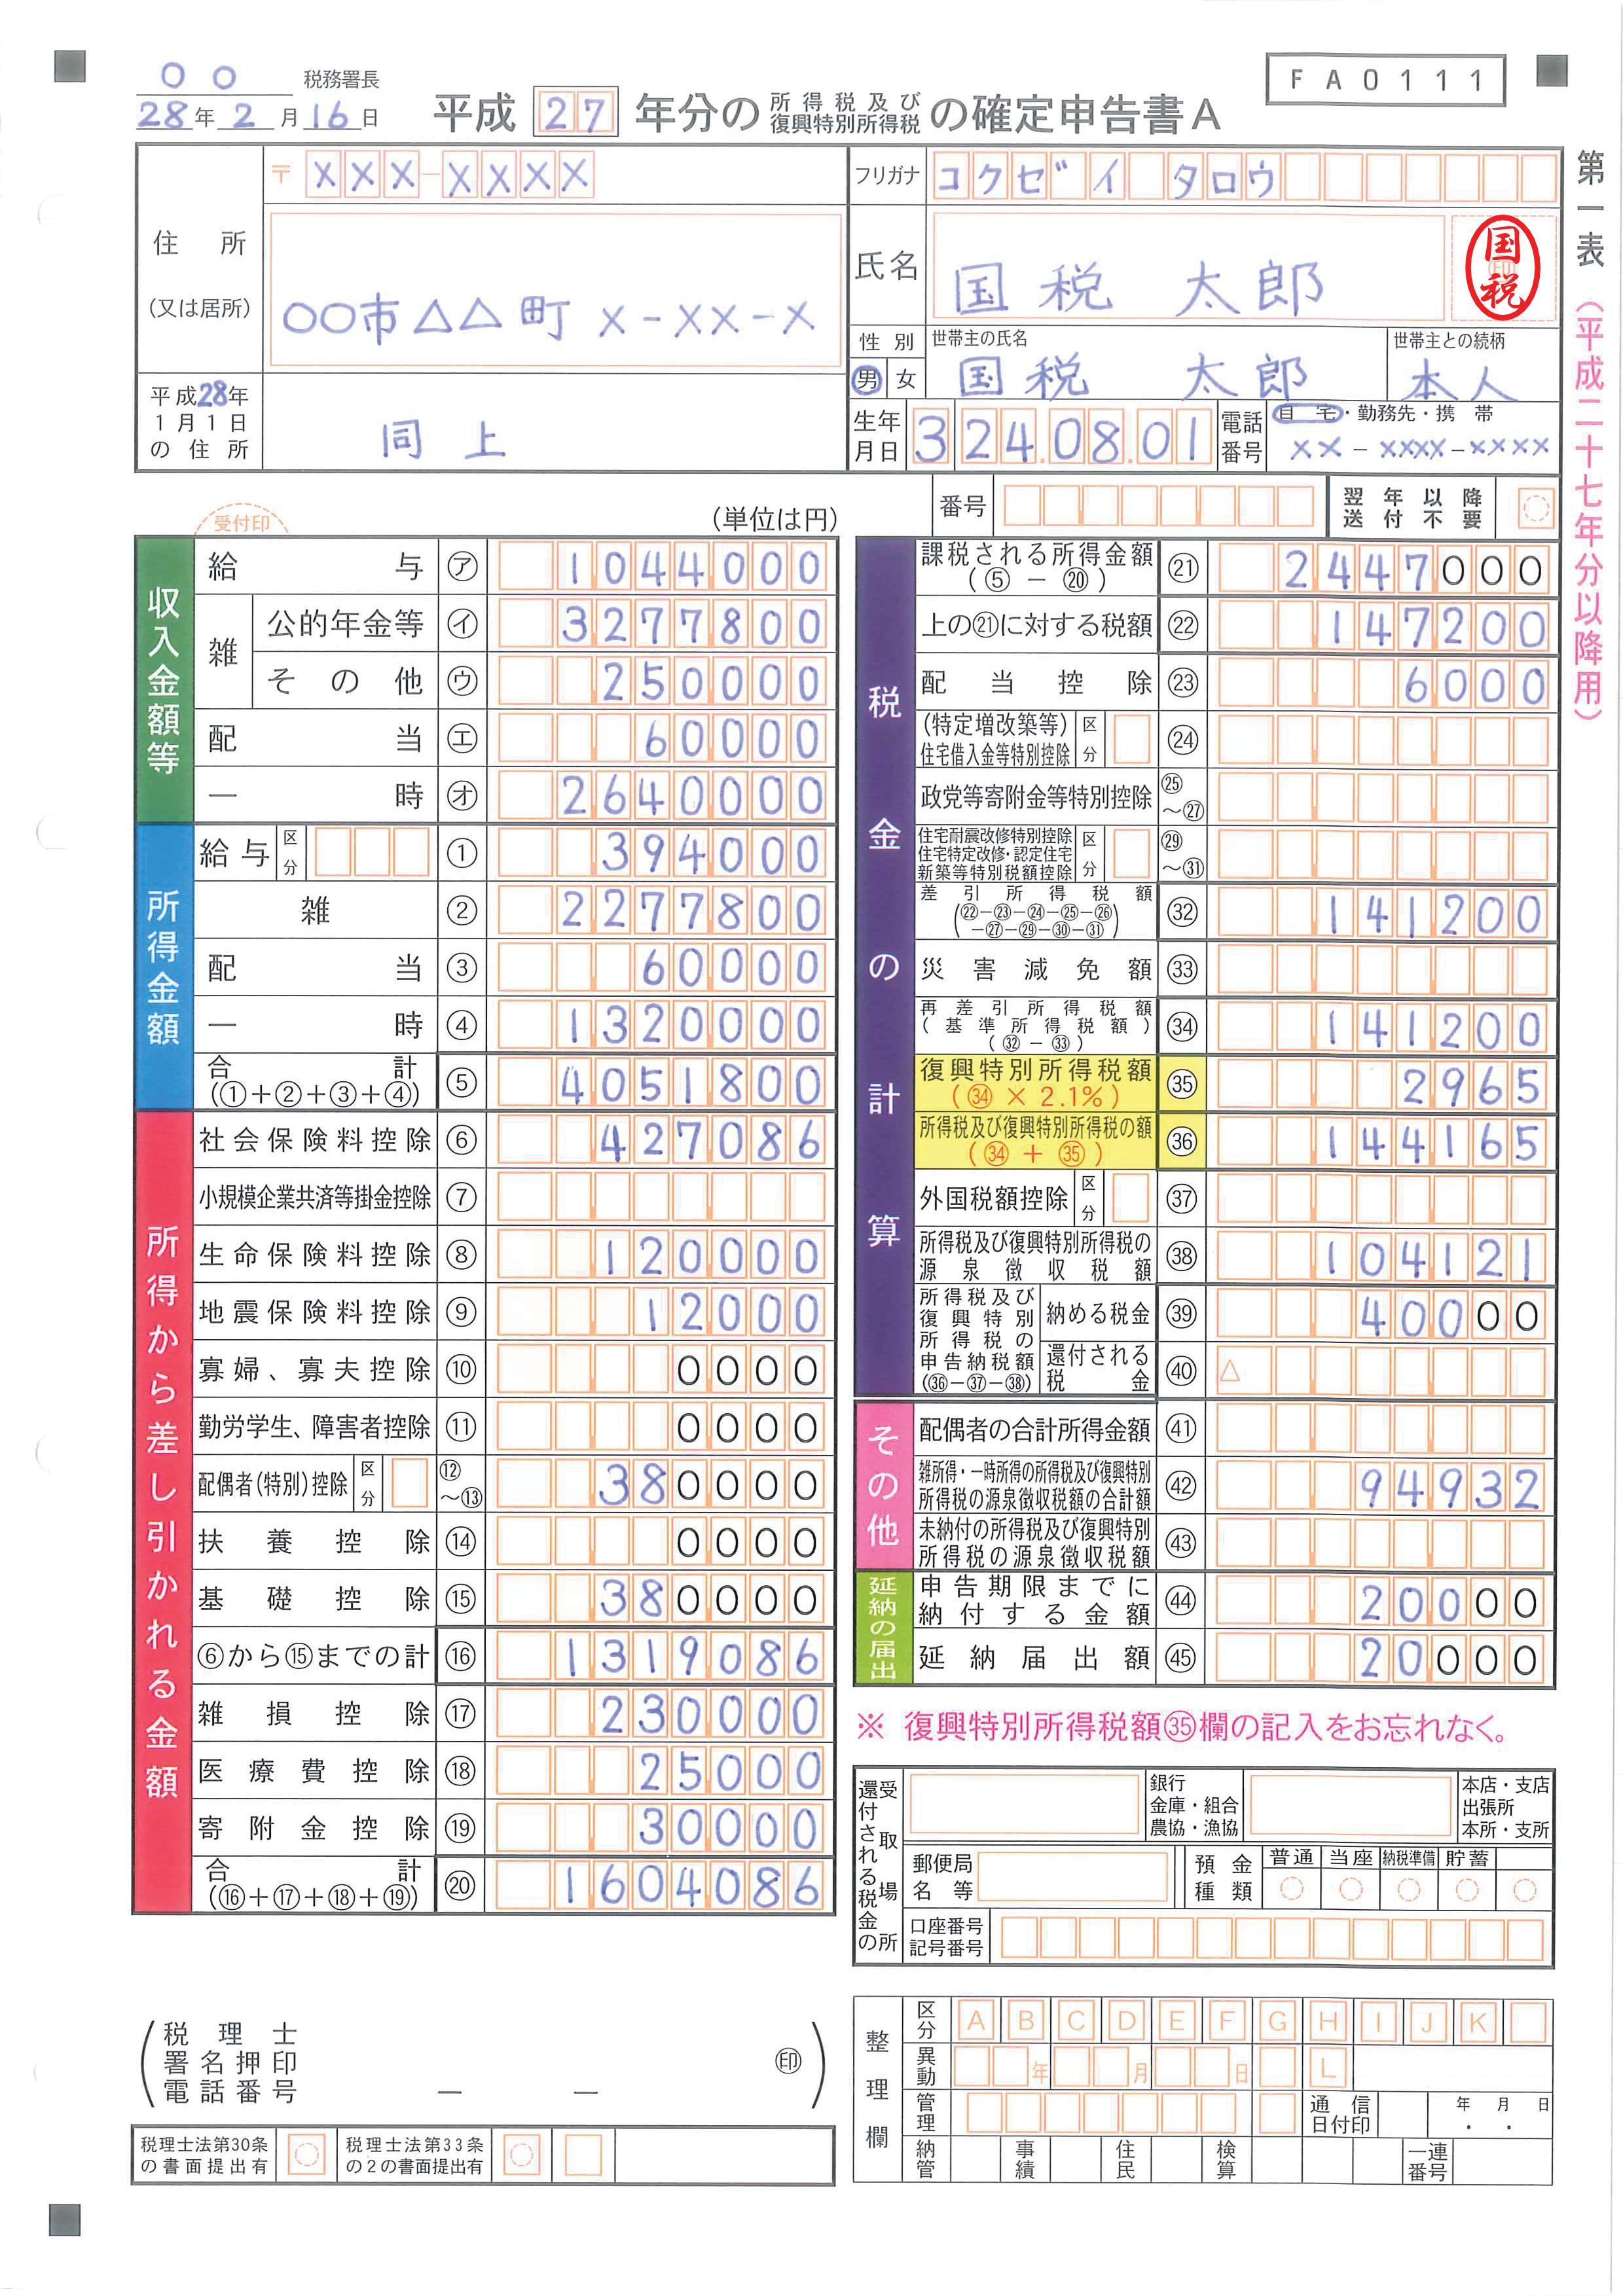 〇〇 税務署長
28年2月16日
平成27年分の所得税及び復興特別所得税の確定申告書A
FA0111
第一表(平成二十七年分以降用)
住所(又は居所)
〒×××-××××
〇〇市△△町×-××-×
平成28年1月1日の住所
同上
フリガナ コクゼイ タロウ
氏名 国税 太郎
国税
印
性別 男 女
世帯主の氏名 国税 太郎
世帯主との続柄 本人
生年月日 3 24.08.01
電話番号 自宅・勤務先・携帯
××-××××-××××
受付印
(単位は円)
番号
翌年以降送付不要
収入金額等
給与 ㋐ 1044000
雑 公的年金等 ㋑ 3277800
その他 ㋒ 250000
配当 ㋓ 60000
一時 ㋔ 2640000
所得金額
給与 区分 ① 394000
雑 ② 2277800
配当 ③ 60000
一時 ④ 1320000
合計(①+②+③+④) ⑤ 4051800
所得から差し引かれる金額
社会保険料控除 ⑥ 427086
小規模企業共済等掛金控除 ⑦
生命保険料控除 ⑧ 120000
地震保険料控除 ⑨ 12000
寡婦、寡夫控除 ⑩ 0000
勤労学生、障害者控除 ⑪ 0000
配偶者(特別)控除 区分 ⑫~⑬ 380000
扶養控除 ⑭ 0000
基礎控除 ⑮ 380000
⑥から⑮までの計 ⑯ 1319086
雑損控除 ⑰ 230000
医療費控除 ⑱ 25000
寄附金控除 ⑲ 30000
合計(⑯+⑰+⑱+⑲) ⑳ 1604086
税金の計算
課税される所得金額(⑤-⑳) ㉑ 2447000
上の㉑に対する税額 ㉒ 147200
配当控除 ㉓ 6000
(特定増改築等)住宅借入金等特別控除 区分 ㉔
政党等寄附金等特別控除 ㉕~㉗
住宅耐震改修特別控除 住宅特定改修・認定住宅新築等特別税額控除 区分 ㉙~㉛
差引所得税額(㉒-㉓-㉔-㉕-㉖-㉗-㉙-㉚-㉛) ㉜ 141200
災害減免額 ㉝
再差引所得税額(基準所得税額)(㉜-㉝) ㉞ 141200
復興特別所得税額(㉞×2.1%) ㉟ 2965
所得税及び復興特別所得税の額(㉞+㉟) ㊱ 144165
外国税額控除 区分 ㊲
所得税及び復興特別所得税の源泉徴収税額 ㊳ 104121
所得税及び復興特別所得税の申告納税額(㊱-㊲-㊳)
納める税金 ㊴ 40000
還付される税金 ㊵ △
その他
配偶者の合計所得金額 ㊶
雑所得・一時所得の所得税及び復興特別所得税の源泉徴収税額の合計額 ㊷ 94932
未納付の所得税及び復興特別所得税の源泉徴収税額 ㊸
延納の届出
申告期限までに納付する金額 ㊹ 20000
延納届出額 ㊺ 20000
※ 復興特別所得税額㉟欄の記入をお忘れなく。
還付される税金の受取場所
銀行 金庫・組合 農協・漁協
本店・支店 出張所 本所・支所
郵便局名等
預金種類 普通 当座 納税準備 貯蓄
口座番号 記号番号
税理士署名押印電話番号 - - ㊞
税理士法第30条の書面提出有
税理士法第33条の2の書面提出有
整理欄
区分 A B C D E F G H I J K
異動 年 月 日 L
管理 通信日付印 年 月 日
納管 事績 住民 検算 一連番号